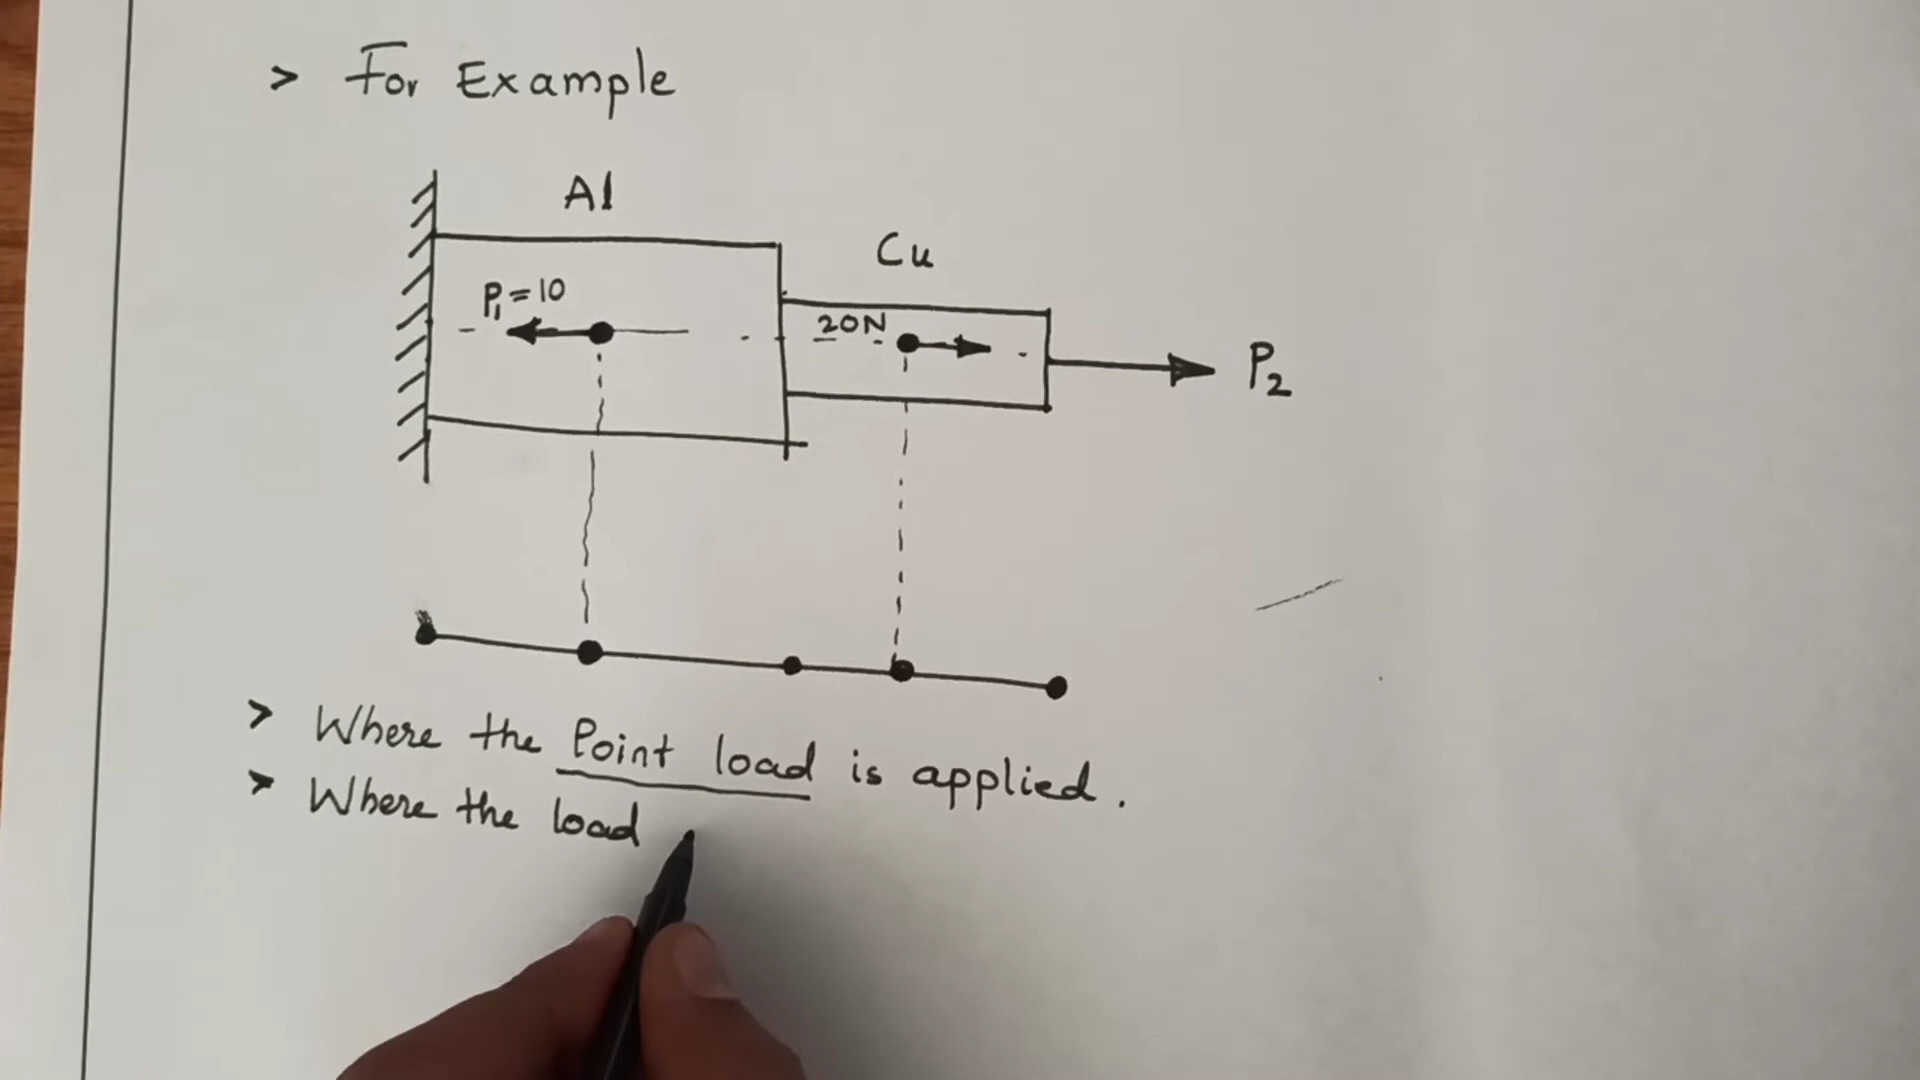 > For Example
Al
Cu
P₁=10
20N
P₂
> Where the Point load is applied.
> Where the load